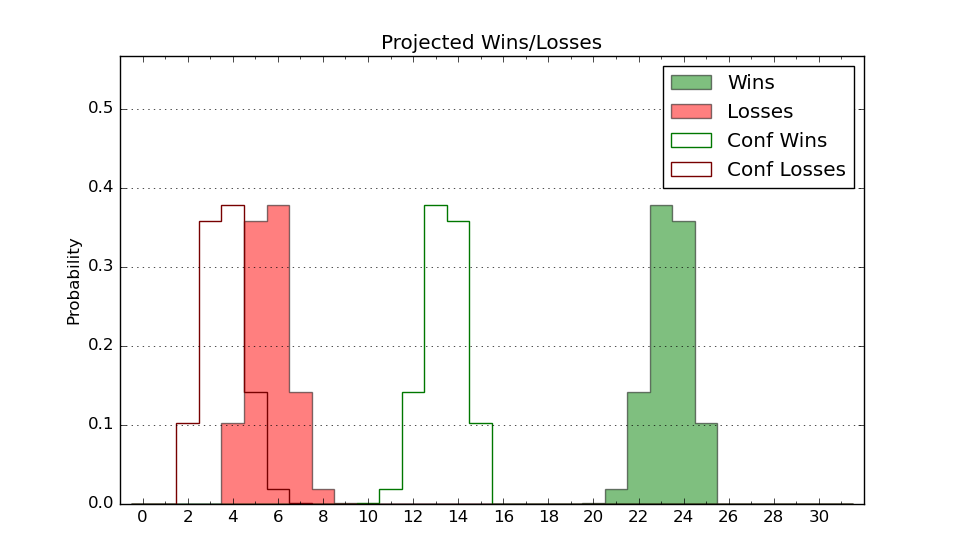 Projected Wins/Losses
Wins
Losses
Conf Wins
Conf Losses
Probability
0.5
0.4
0.3
0.2
0.1
0.0
0 2 4 6 8 10 12 14 16 18 20 22 24 26 28 30